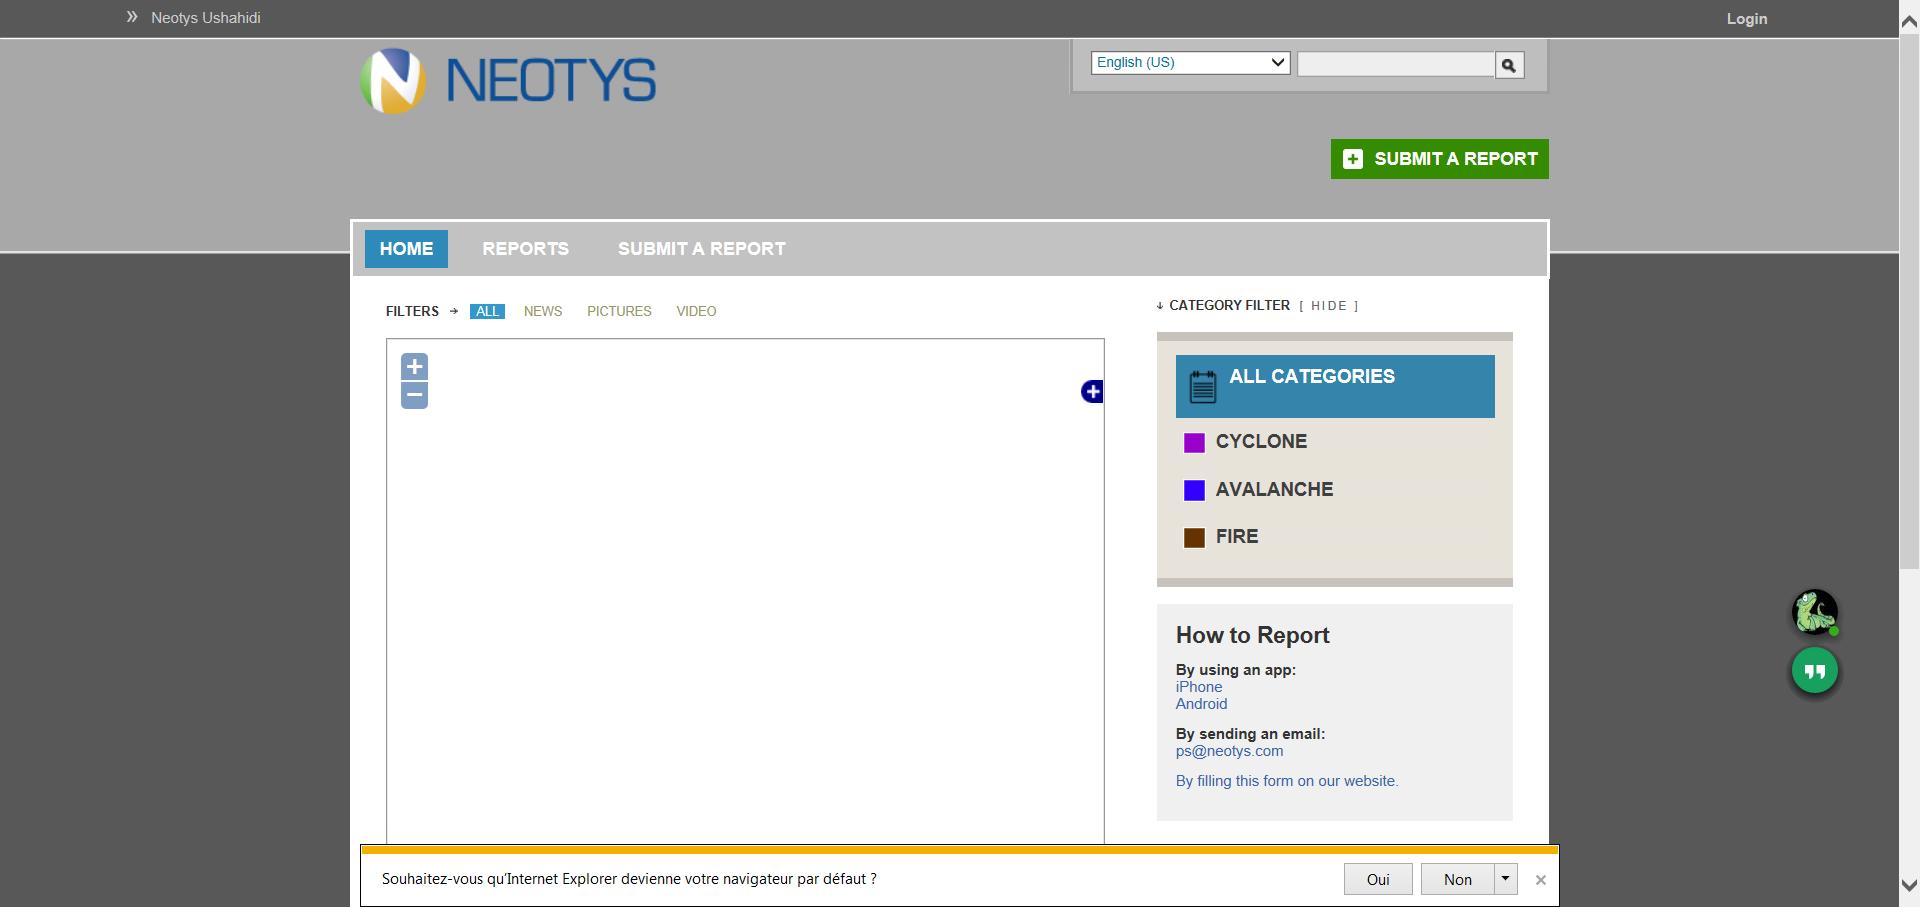 Neotys Ushahidi
Login
NEOTYS
English (US)
SUBMIT A REPORT
HOME REPORTS SUBMIT A REPORT
FILTERS ALL NEWS PICTURES VIDEO
CATEGORY FILTER [ HIDE ]
ALL CATEGORIES
CYCLONE
AVALANCHE
FIRE
How to Report
By using an app:
iPhone
Android
By sending an email:
ps@neotys.com
By filling this form on our website.
Souhaitez-vous qu'Internet Explorer devienne votre navigateur par défaut ?
Oui
Non